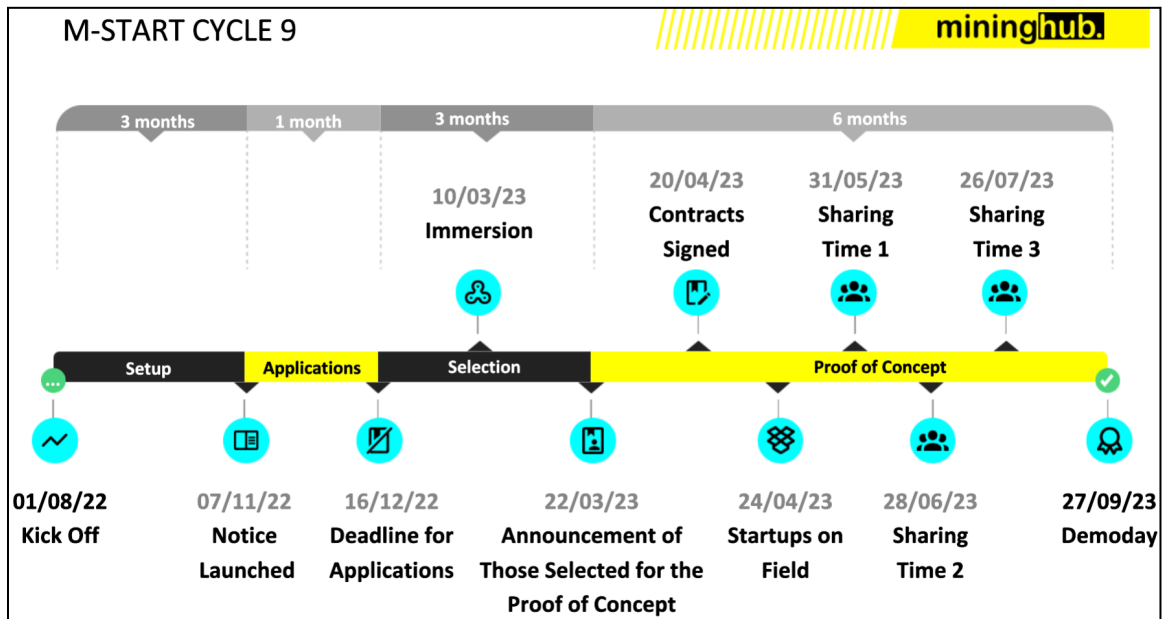 M-START CYCLE 9
mininghub.
3 months
1 month
3 months
6 months
10/03/23
Immersion
20/04/23
Contracts
Signed
31/05/23
Sharing
Time 1
26/07/23
Sharing
Time 3
Setup
Applications
Selection
Proof of Concept
01/08/22
Kick Off
07/11/22
Notice
Launched
16/12/22
Deadline for
Applications
22/03/23
Announcement of
Those Selected for the
Proof of Concept
24/04/23
Startups on
Field
28/06/23
Sharing
Time 2
27/09/23
Demoday